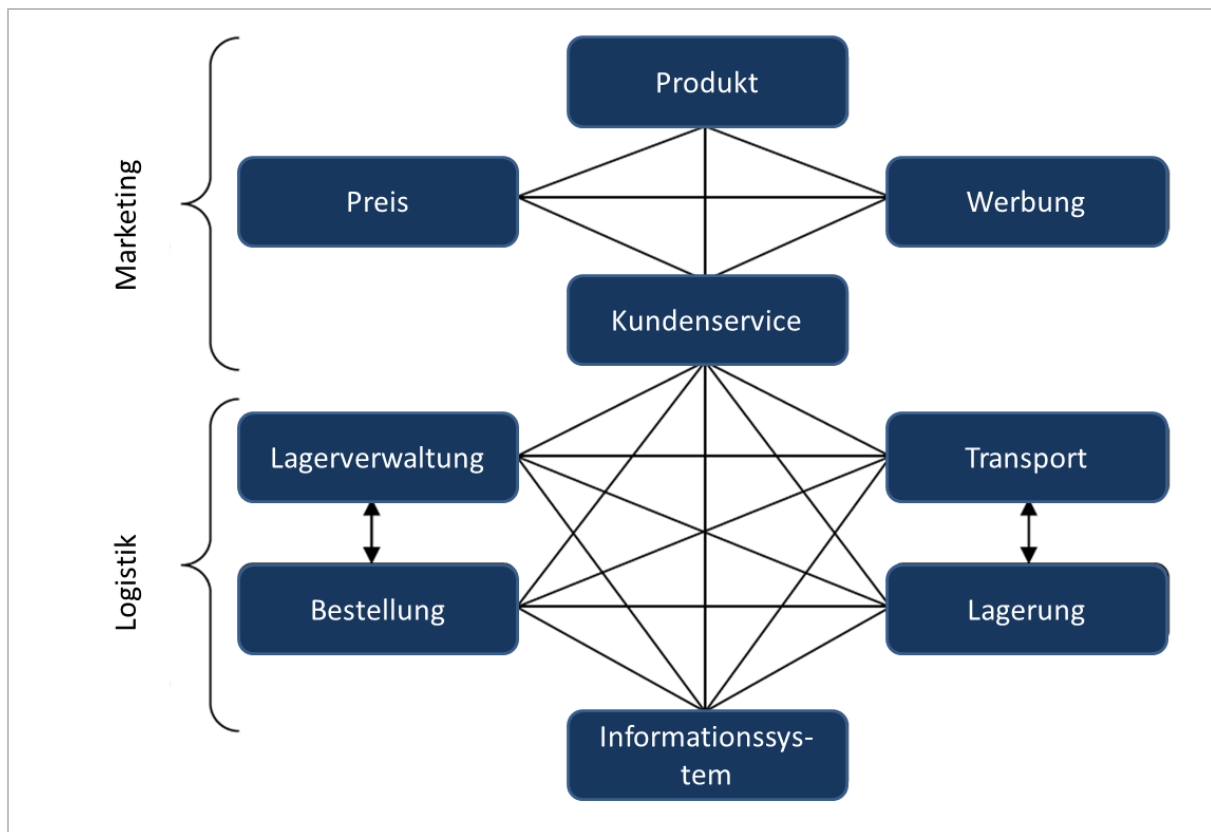 Marketing
Produkt
Preis
Werbung
Kundenservice
Logistik
Lagerverwaltung
Transport
Bestellung
Lagerung
Informationssys-
tem